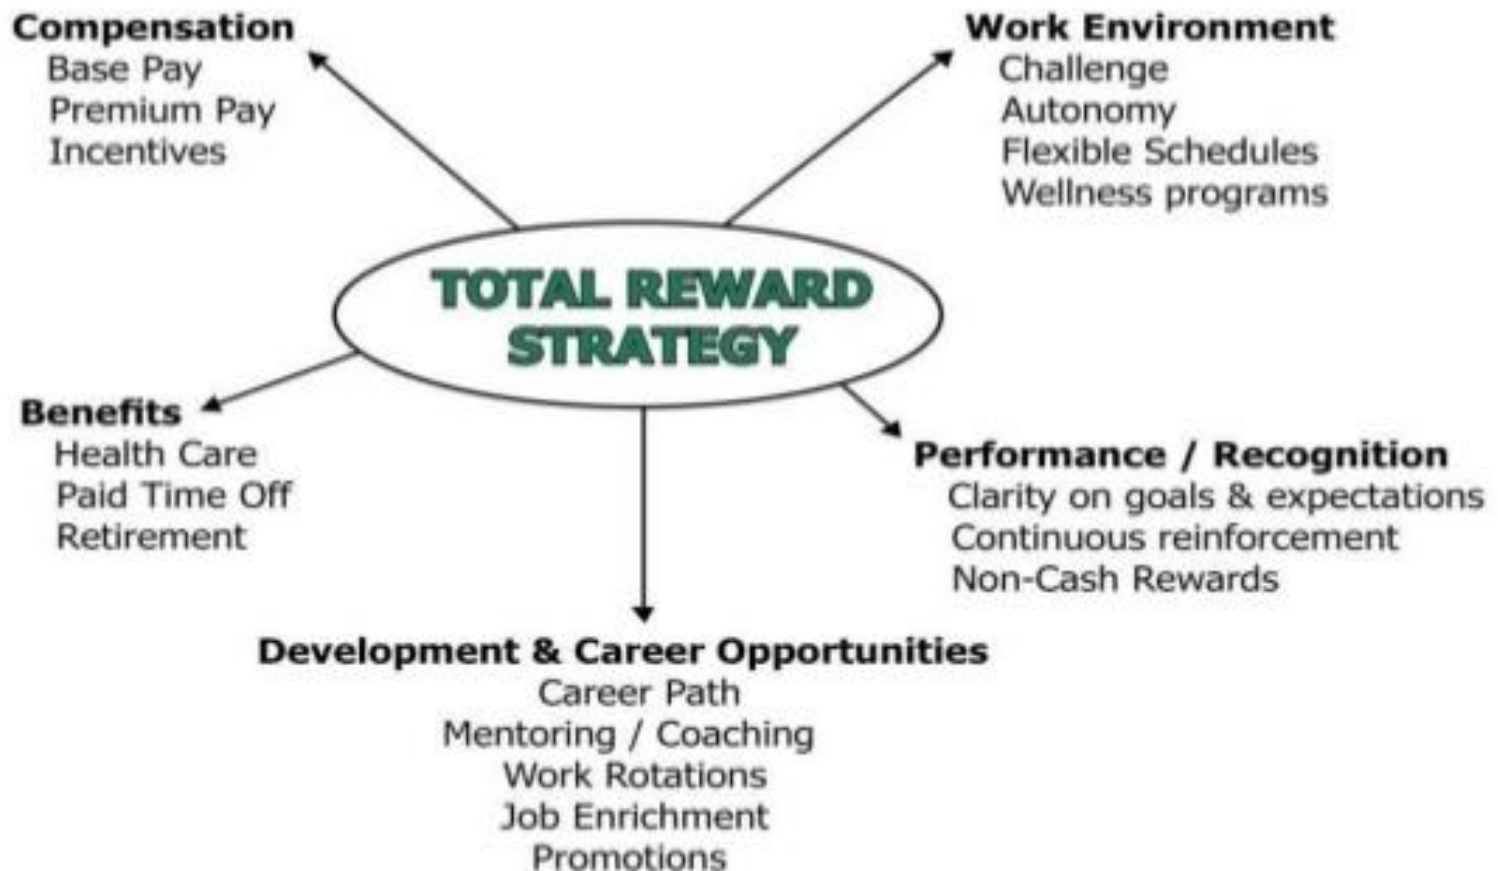 Compensation
Base Pay
Premium Pay
Incentives
Work Environment
Challenge
Autonomy
Flexible Schedules
Wellness programs
TOTAL REWARD
STRATEGY
Benefits
Health Care
Paid Time Off
Retirement
Performance / Recognition
Clarity on goals & expectations
Continuous reinforcement
Non-Cash Rewards
Development & Career Opportunities
Career Path
Mentoring / Coaching
Work Rotations
Job Enrichment
Promotions